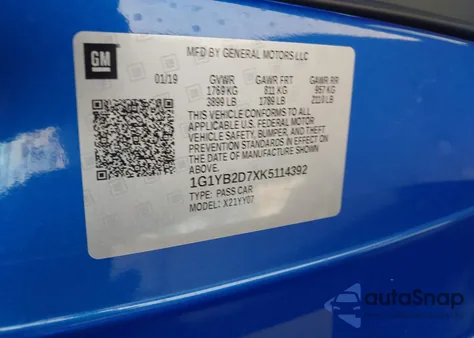 GM
MFD BY GENERAL MOTORS LLC
01/19 GVWR GAWR FRT GAWR RR
1769 KG 811 KG 957 KG
3899 LB 1789 LB 2110 LB
THIS VEHICLE CONFORMS TO ALL
APPLICABLE U.S. FEDERAL MOTOR
VEHICLE SAFETY, BUMPER, AND THEFT
PREVENTION STANDARDS IN EFFECT ON
THE DATE OF MANUFACTURE SHOWN
ABOVE.
1G1YB2D7XK5114392
TYPE: PASS CAR
MODEL: X21YY07
autoSnap